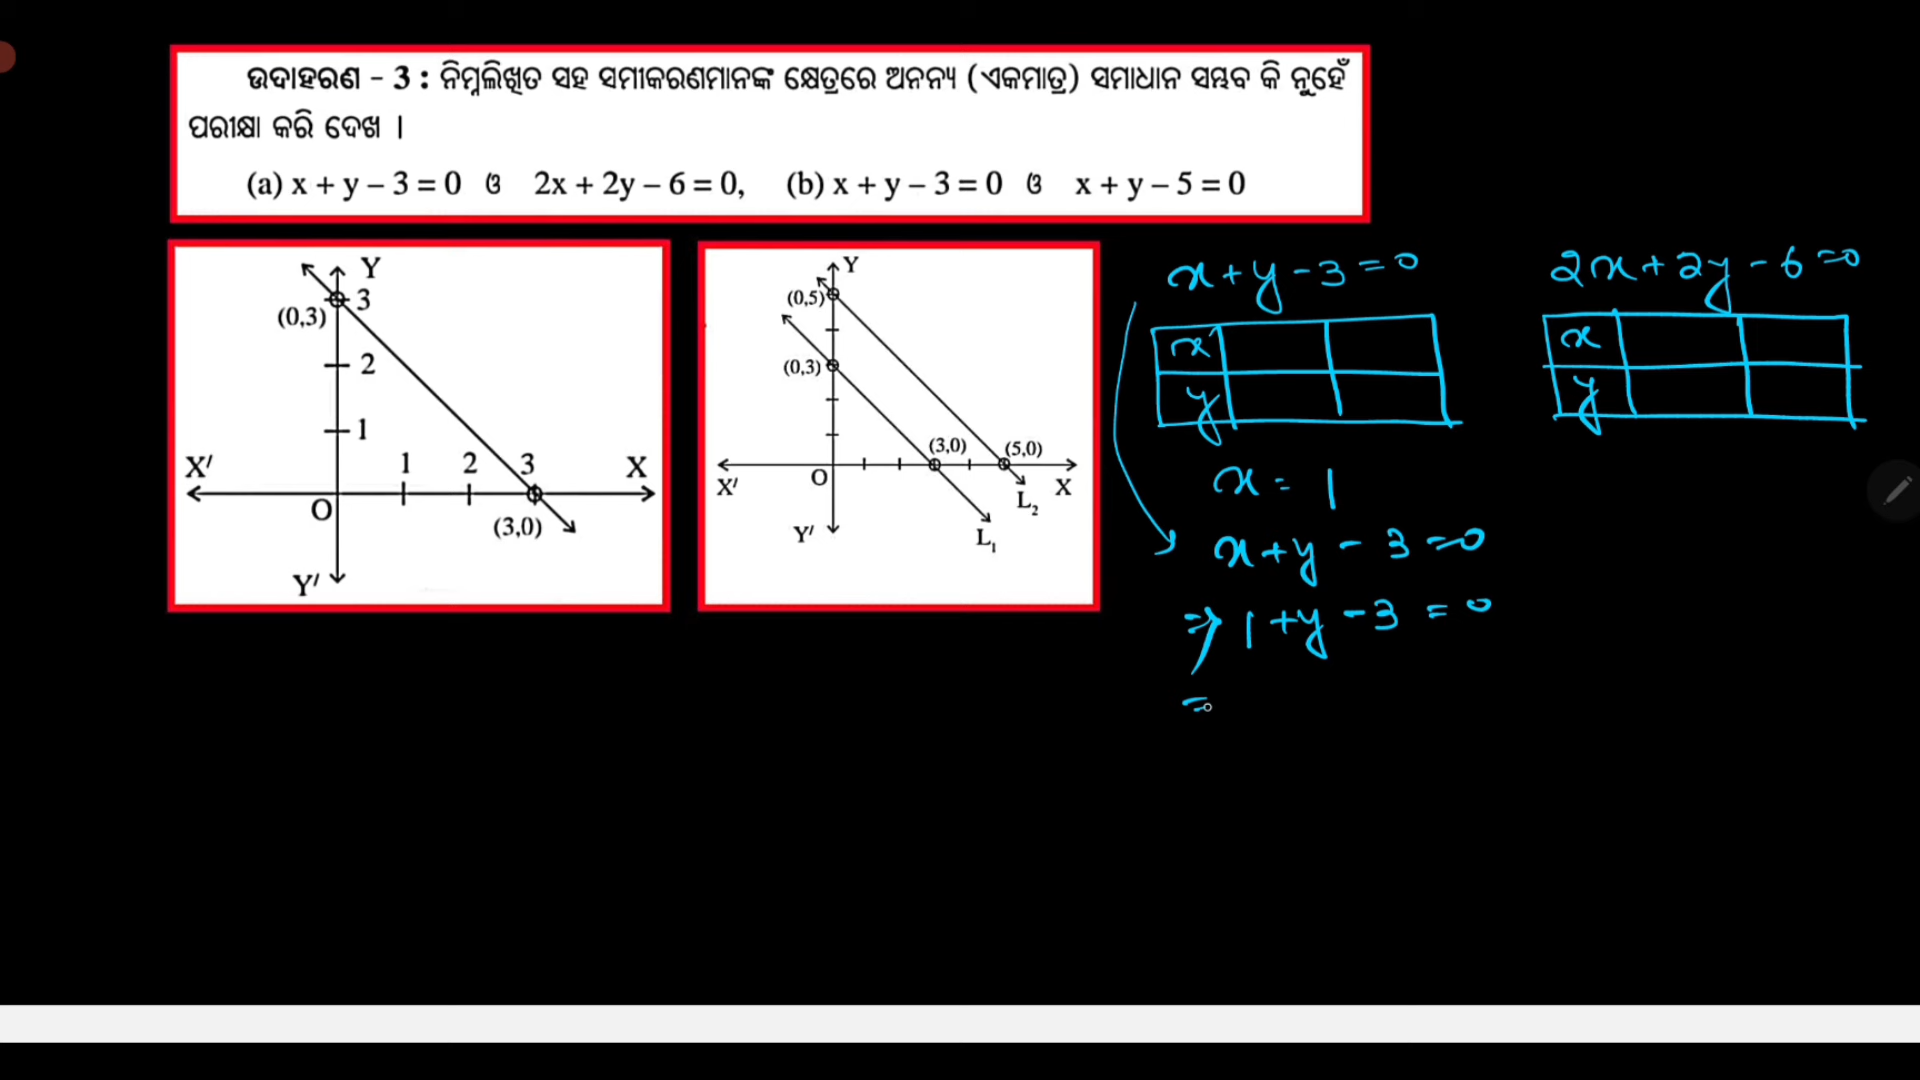 ଉଦାହରଣ – 3 : ନିମ୍ନଲିଖିତ ସହ ସମୀକରଣମାନଙ୍କ କ୍ଷେତ୍ରରେ ଅନନ୍ୟ (ଏକମାତ୍ର) ସମାଧାନ ସମ୍ଭବ କି ନୁହେଁ
ପରୀକ୍ଷା କରି ଦେଖ ।
(a) x + y – 3 = 0 ଓ 2x + 2y – 6 = 0, (b) x + y – 3 = 0 ଓ x + y – 5 = 0
Y
3
(0,3)
2
1
X′ 1 2 3 X
O
(3,0)
Y′
Y
(0,5)
(0,3)
(3,0) (5,0)
X′ O X
L₂
Y′ L₁
x + y – 3 = 0
x
y
x = 1
x + y – 3 = 0
⇒ 1 + y – 3 = 0
=
2x + 2y – 6 = 0
x
y